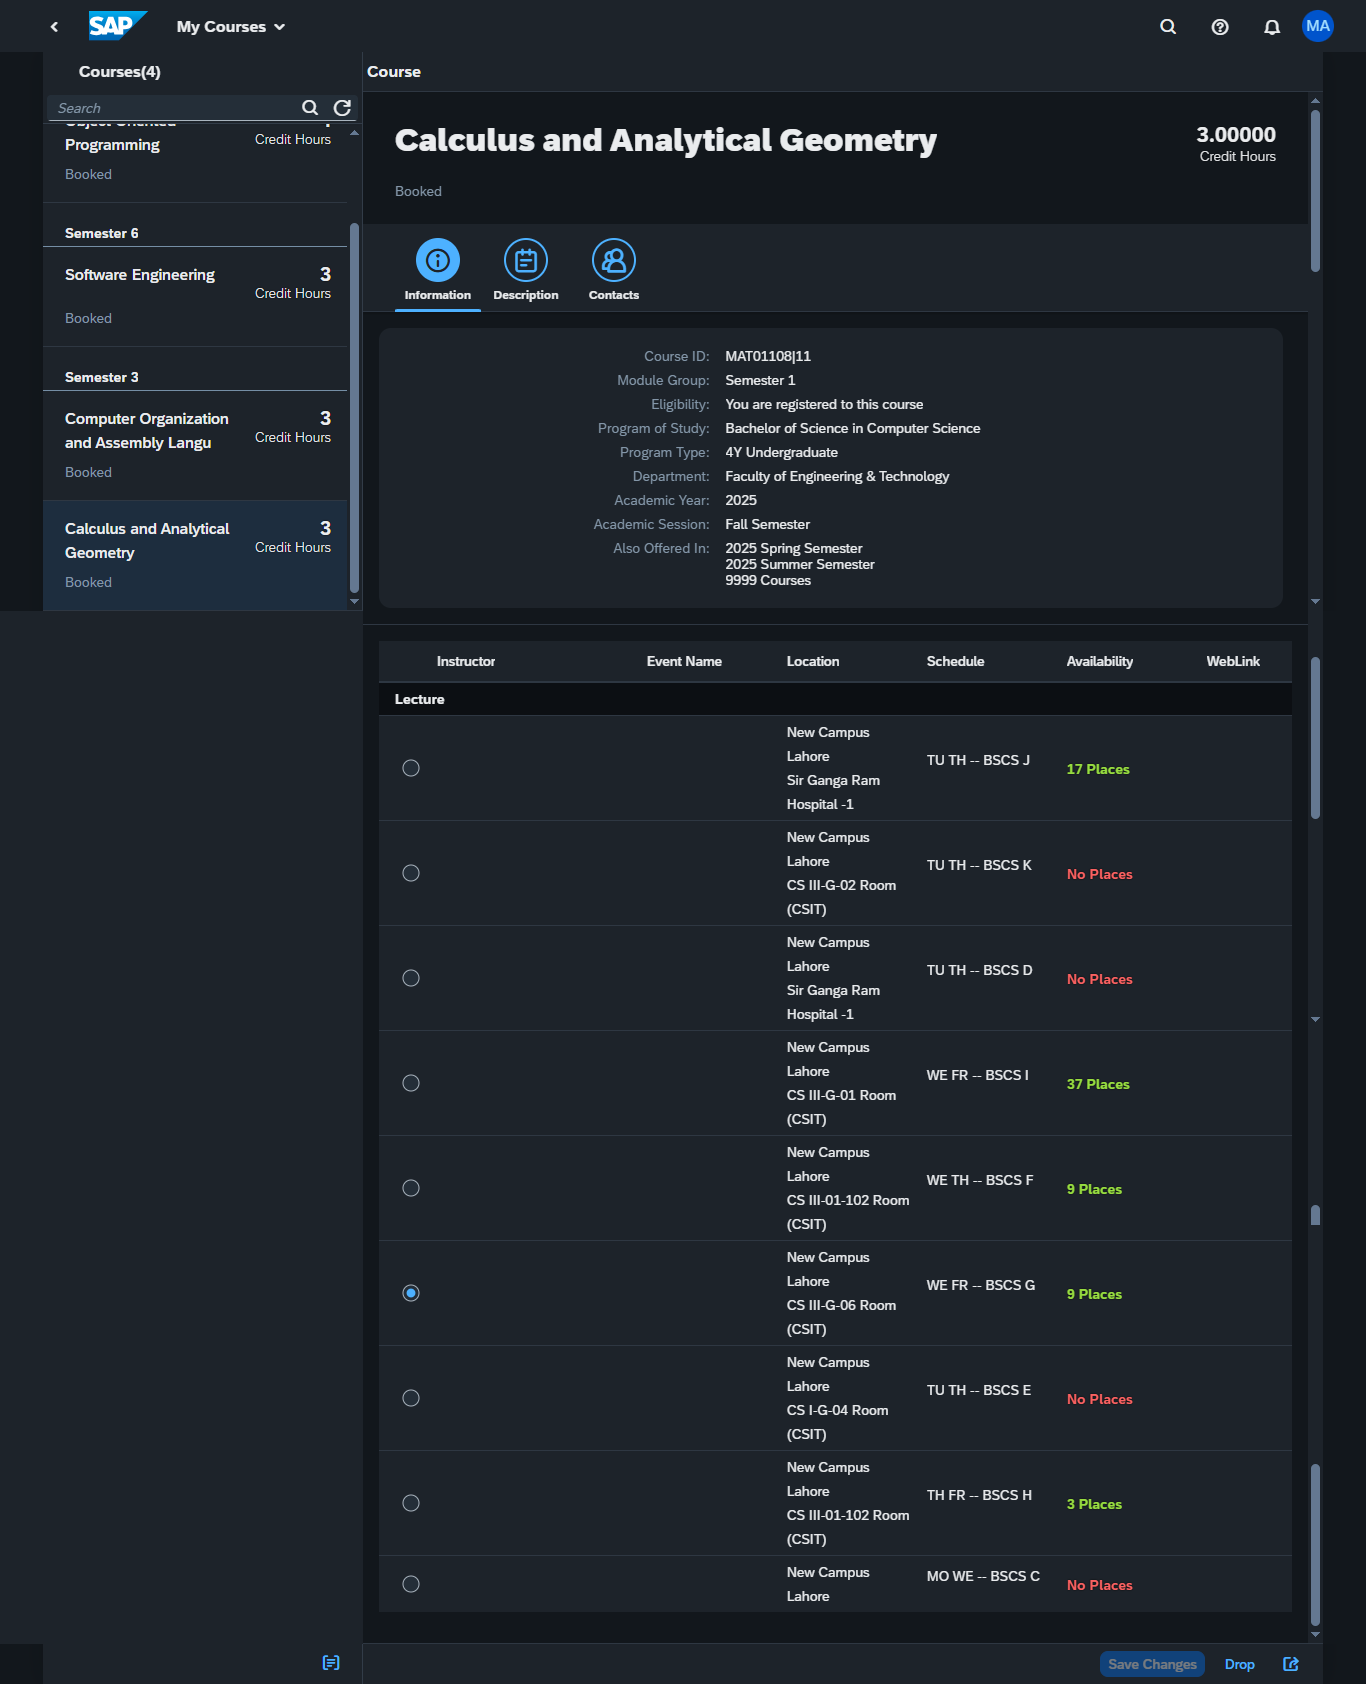 SAP My Courses MA
Courses(4)
Search
Object Oriented
Programming
Credit Hours
Booked
Semester 6
Software Engineering 3
Credit Hours
Booked
Semester 3
Computer Organization 3
and Assembly Langu Credit Hours
Booked
Calculus and Analytical 3
Geometry Credit Hours
Booked
Course
Calculus and Analytical Geometry 3.00000
Credit Hours
Booked
Information Description Contacts
Course ID: MAT01108|11
Module Group: Semester 1
Eligibility: You are registered to this course
Program of Study: Bachelor of Science in Computer Science
Program Type: 4Y Undergraduate
Department: Faculty of Engineering & Technology
Academic Year: 2025
Academic Session: Fall Semester
Also Offered In: 2025 Spring Semester
2025 Summer Semester
9999 Courses
Instructor Event Name Location Schedule Availability WebLink
Lecture
New Campus
Lahore
Sir Ganga Ram
Hospital -1
TU TH -- BSCS J
17 Places
New Campus
Lahore
CS III-G-02 Room
(CSIT)
TU TH -- BSCS K
No Places
New Campus
Lahore
Sir Ganga Ram
Hospital -1
TU TH -- BSCS D
No Places
New Campus
Lahore
CS III-G-01 Room
(CSIT)
WE FR -- BSCS I
37 Places
New Campus
Lahore
CS III-01-102 Room
(CSIT)
WE TH -- BSCS F
9 Places
New Campus
Lahore
CS III-G-06 Room
(CSIT)
WE FR -- BSCS G
9 Places
New Campus
Lahore
CS I-G-04 Room
(CSIT)
TU TH -- BSCS E
No Places
New Campus
Lahore
CS III-01-102 Room
(CSIT)
TH FR -- BSCS H
3 Places
New Campus
Lahore
MO WE -- BSCS C
No Places
Save Changes Drop